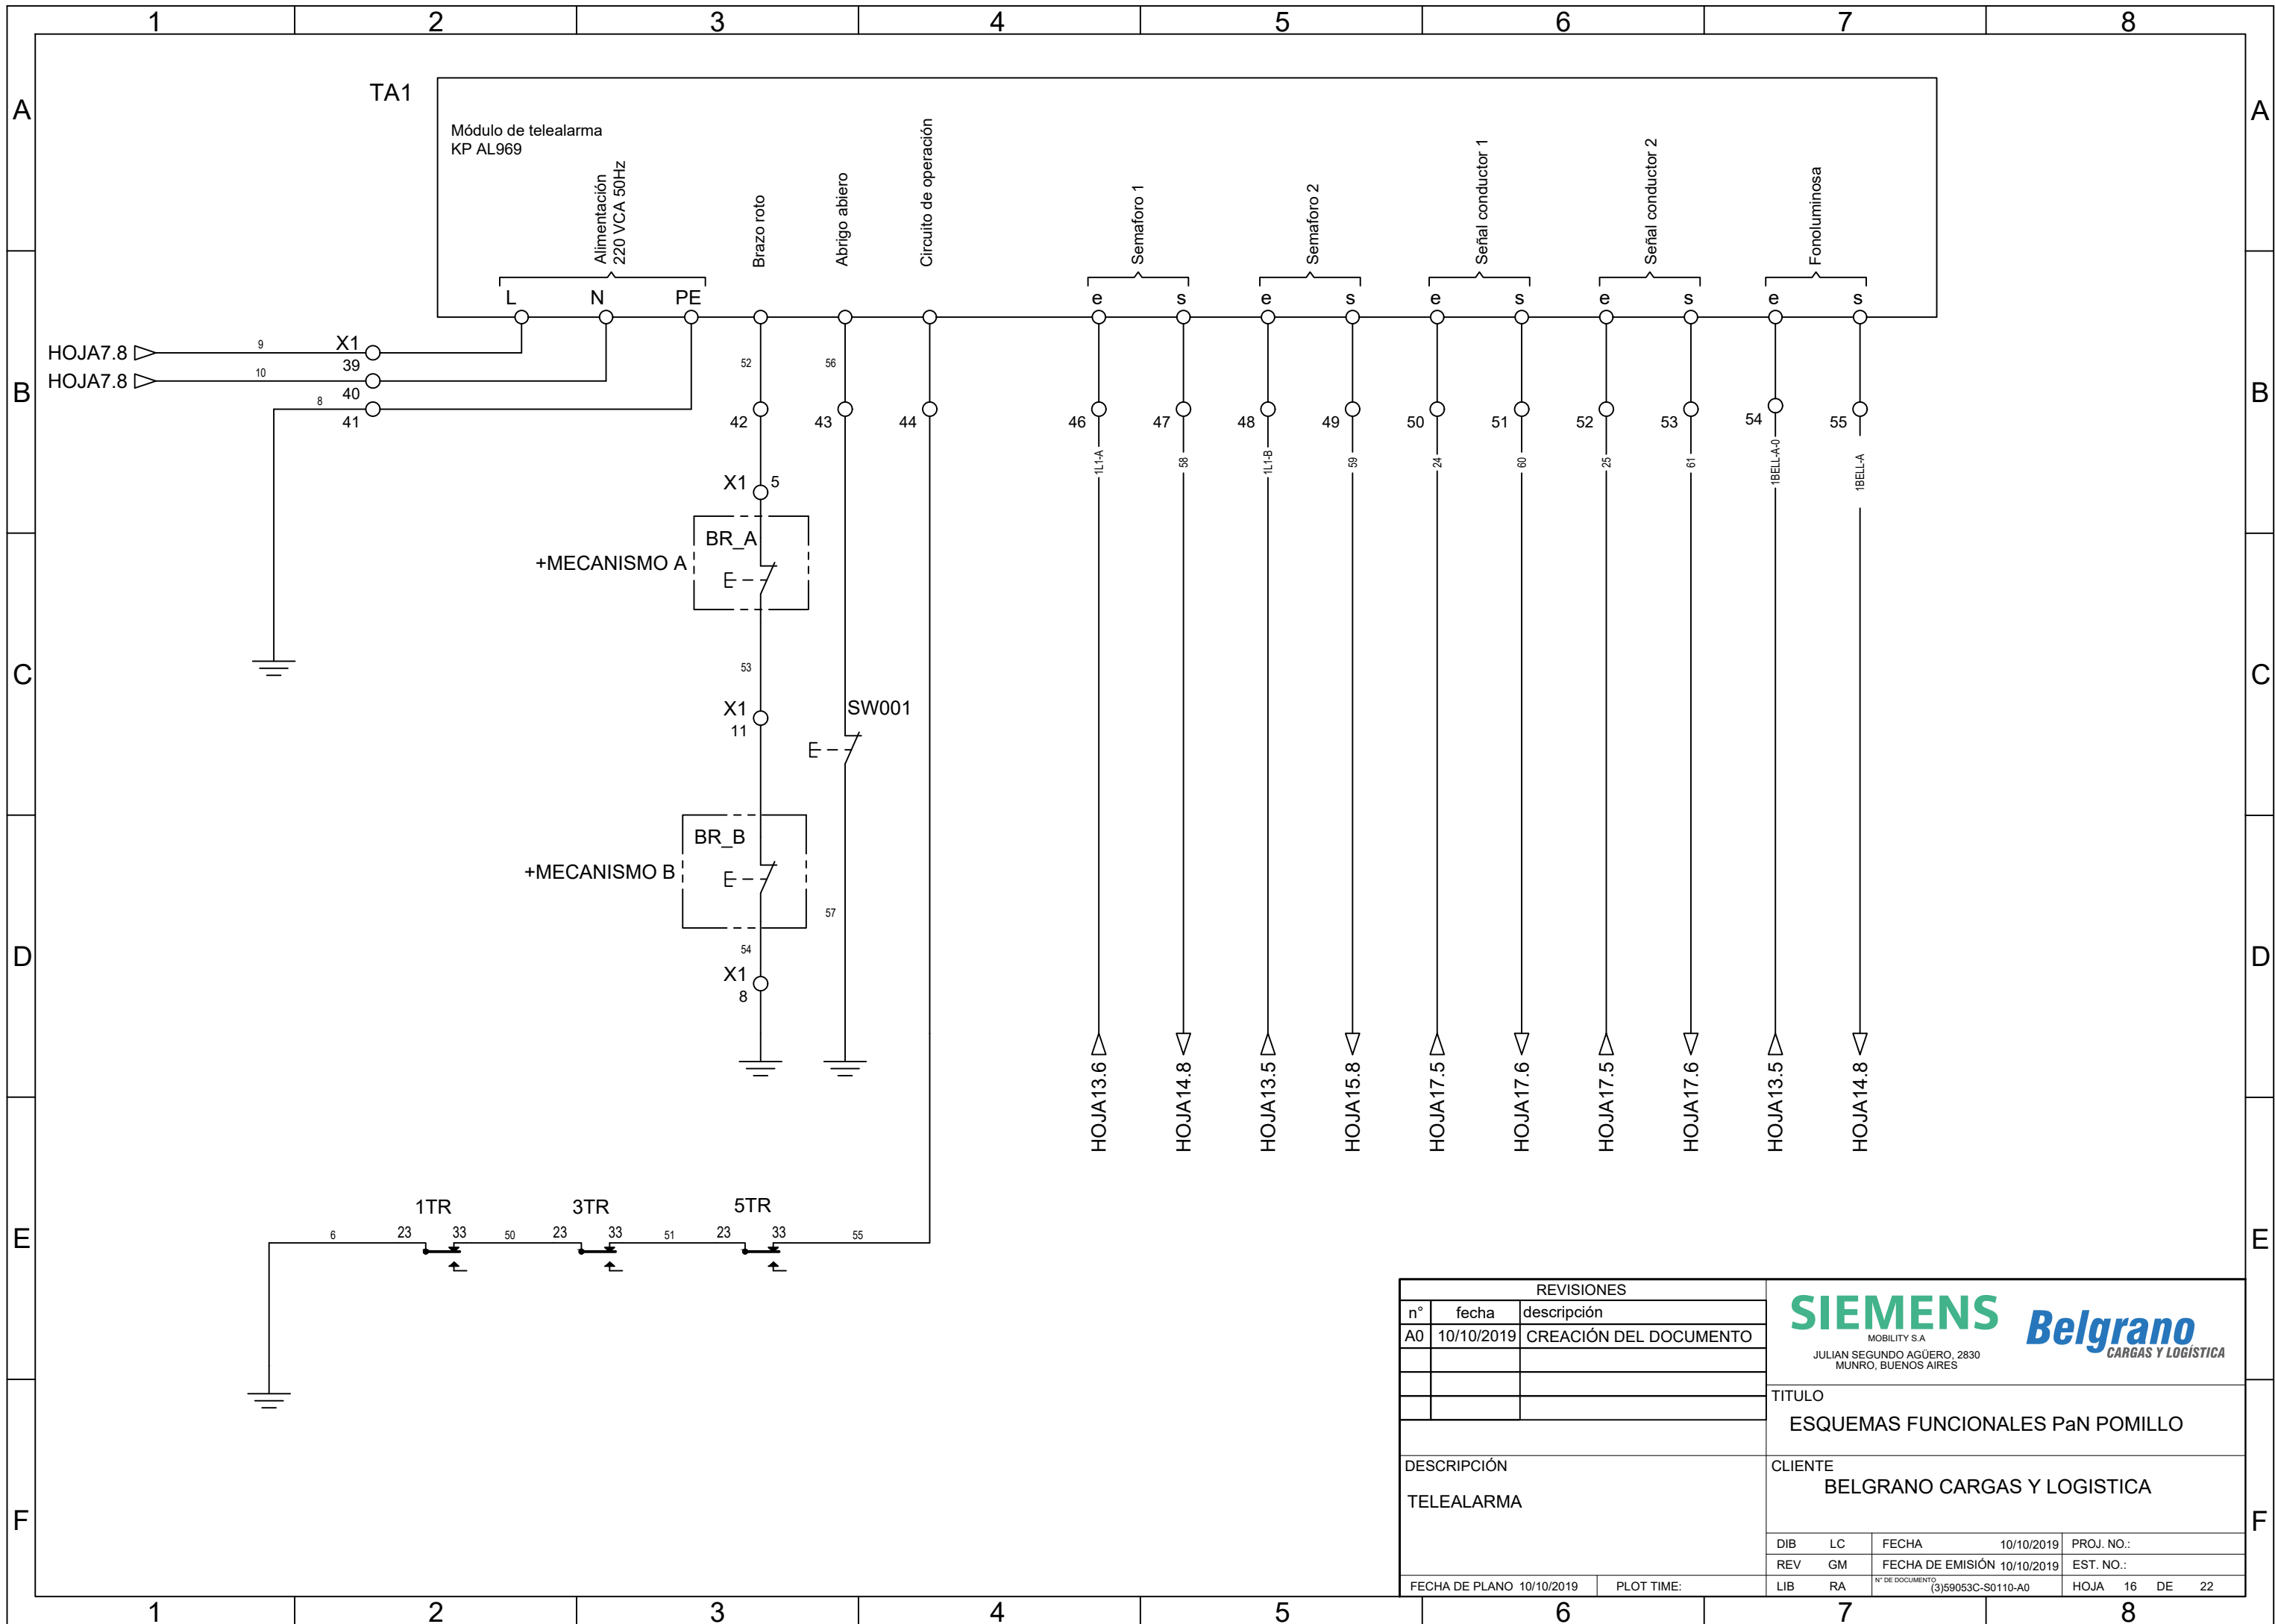 1 2 3 4 5 6 7 8
A A
B B
C C
D D
E E
F F
TA1
Módulo de telealarma
KP AL969
Alimentación
220 VCA 50Hz
Brazo roto
Abrigo abiero
Circuito de operación
Semaforo 1
Semaforo 2
Señal conductor 1
Señal conductor 2
Fonoluminosa
L N PE e s e s e s e s e s
HOJA7.8 9 X1
39
HOJA7.8 10
40
8
41
52 56
42 43 44 46 47 48 49 50 51 52 53 54 55
1L1-A 58 1L1-B 59 24 60 25 61 1BELL-A-0 1BELL-A
X1 5
BR_A
+MECANISMO A
E
53
X1
11
SW001
E
BR_B
+MECANISMO B
E
57
54
X1
8
HOJA13.6
HOJA14.8
HOJA13.5
HOJA15.8
HOJA17.5
HOJA17.6
HOJA17.5
HOJA17.6
HOJA13.5
HOJA14.8
1TR 3TR 5TR
6 23 33 50 23 33 51 23 33 55
REVISIONES
n° fecha descripción
A0 10/10/2019 CREACIÓN DEL DOCUMENTO
SIEMENS
MOBILITY S.A
JULIAN SEGUNDO AGÜERO, 2830
MUNRO, BUENOS AIRES
Belgrano
CARGAS Y LOGÍSTICA
TITULO
ESQUEMAS FUNCIONALES PaN POMILLO
DESCRIPCIÓN
TELEALARMA
CLIENTE
BELGRANO CARGAS Y LOGISTICA
DIB LC FECHA 10/10/2019 PROJ. NO.:
REV GM FECHA DE EMISIÓN 10/10/2019 EST. NO.:
FECHA DE PLANO 10/10/2019 PLOT TIME:
LIB RA N° DE DOCUMENTO (3)59053C-S0110-A0 HOJA 16 DE 22
1 2 3 4 5 6 7 8